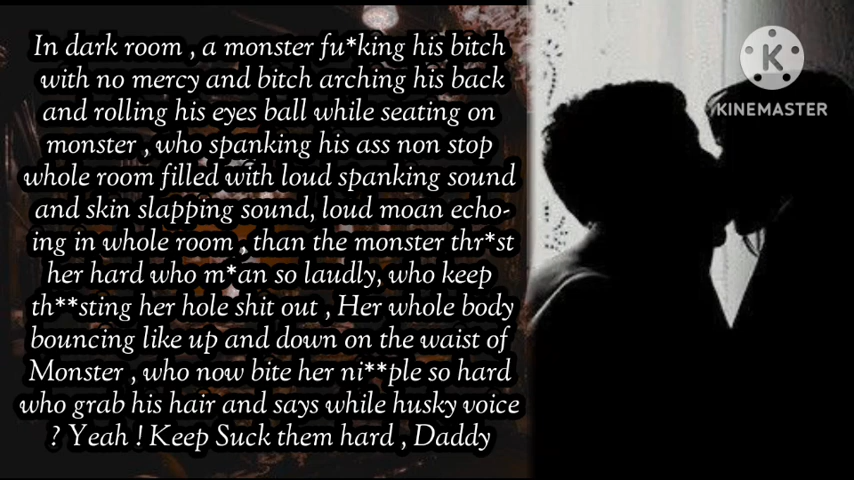 In dark room , a monster fu*king his bitch
with no mercy and bitch arching his back
and rolling his eyes ball while seating on
monster , who spanking his ass non stop
whole room filled with loud spanking sound
and skin slapping sound, loud moan echo-
ing in whole room , than the monster thr*st
her hard who m*an so laudly, who keep
th**sting her hole shit out , Her whole body
bouncing like up and down on the waist of
Monster , who now bite her ni**ple so hard
who grab his hair and says while husky voice
? Yeah ! Keep Suck them hard , Daddy
K
KINEMASTER